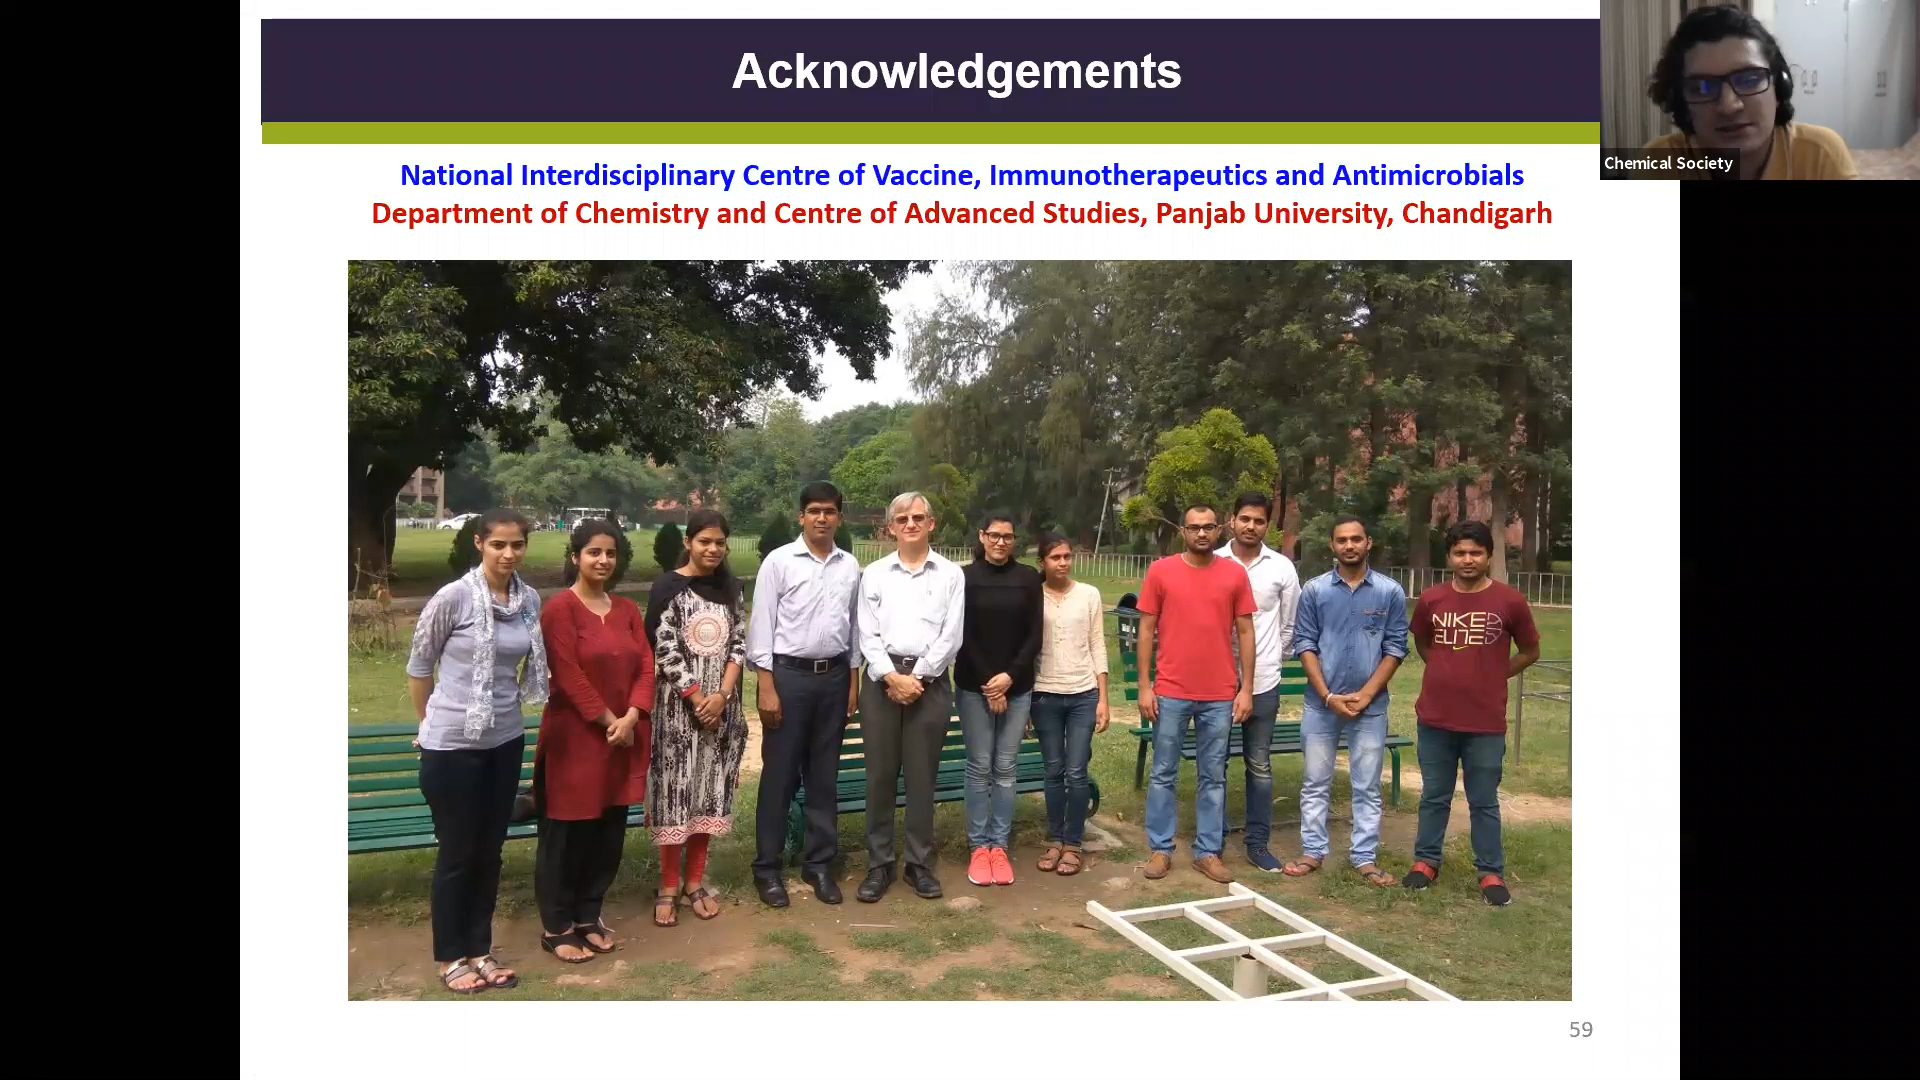 Acknowledgements
Chemical Society
National Interdisciplinary Centre of Vaccine, Immunotherapeutics and Antimicrobials
Department of Chemistry and Centre of Advanced Studies, Panjab University, Chandigarh
NIKE
ELITE
59